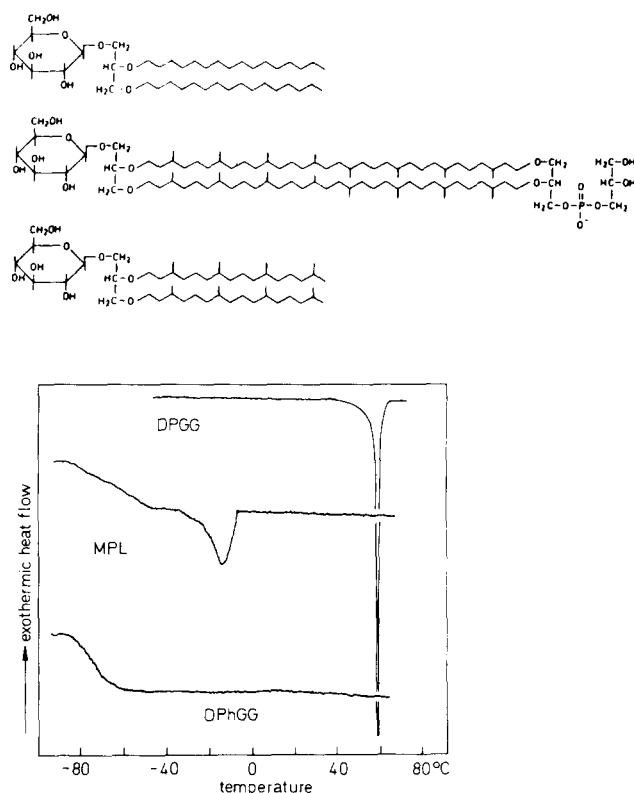 CH₂OH
O O-CH₂
OH HC-O
OH OH H₂C-O
CH₂OH
O O-CH₂ O-CH₂ H₂C-OH
OH HC-O O-CH O HC-OH
OH OH H₂C-O H₂C-O-P-O-CH₂
O⁻
CH₂OH
O O-CH₂
OH HC-O
OH OH H₂C-O
DPGG
MPL
DPhGG
exothermic heat flow
-80 -40 0 40 80°C
temperature